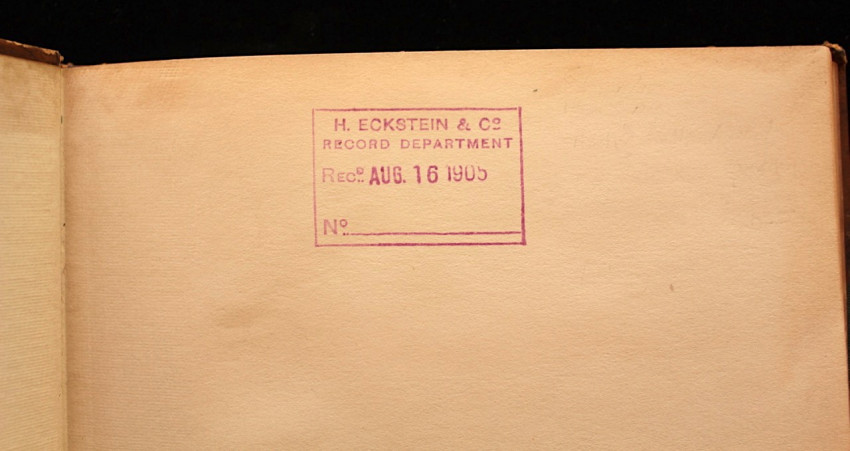 H. ECKSTEIN & Cº
RECORD DEPARTMENT
RECᴰ. AUG. 16 1905
Nº